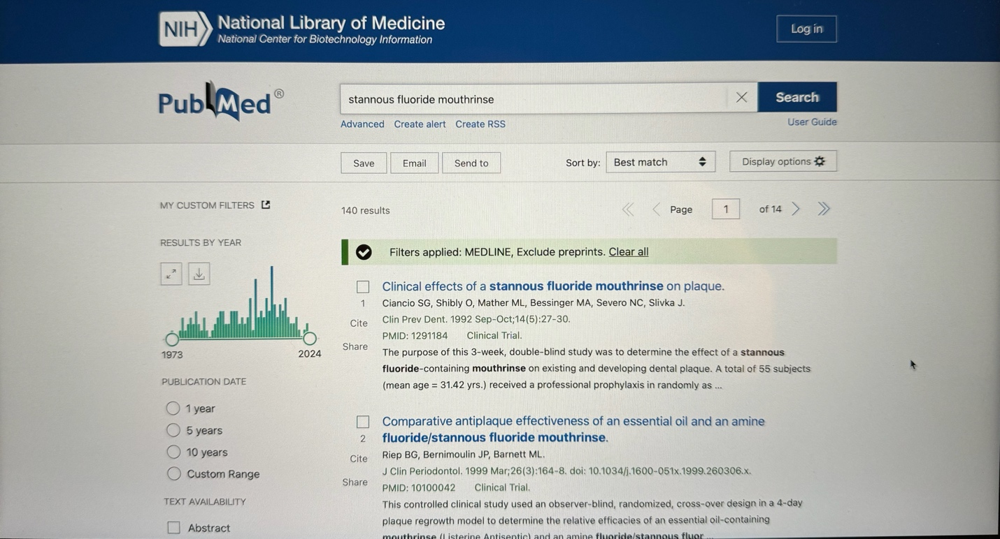 NIH
National Library of Medicine
National Center for Biotechnology Information
Log in
PubMed®
stannous fluoride mouthrinse
Search
Advanced Create alert Create RSS
User Guide
Save Email Send to
Sort by: Best match
Display options
MY CUSTOM FILTERS
140 results
Page 1 of 14
RESULTS BY YEAR
1973 2024
PUBLICATION DATE
1 year
5 years
10 years
Custom Range
TEXT AVAILABILITY
Abstract
Filters applied: MEDLINE, Exclude preprints. Clear all
1
Cite
Share
Clinical effects of a stannous fluoride mouthrinse on plaque.
Ciancio SG, Shibly O, Mather ML, Bessinger MA, Severo NC, Slivka J.
Clin Prev Dent. 1992 Sep-Oct;14(5):27-30.
PMID: 1291184 Clinical Trial.
The purpose of this 3-week, double-blind study was to determine the effect of a stannous
fluoride-containing mouthrinse on existing and developing dental plaque. A total of 55 subjects
(mean age = 31.42 yrs.) received a professional prophylaxis in randomly as ...
2
Cite
Share
Comparative antiplaque effectiveness of an essential oil and an amine
fluoride/stannous fluoride mouthrinse.
Riep BG, Bernimoulin JP, Barnett ML.
J Clin Periodontol. 1999 Mar;26(3):164-8. doi: 10.1034/j.1600-051x.1999.260306.x.
PMID: 10100042 Clinical Trial.
This controlled clinical study used an observer-blind, randomized, cross-over design in a 4-day
plaque regrowth model to determine the relative efficacies of an essential oil-containing
mouthrinse (Listerine Antiseptic) and an amine fluoride/stannous fluor ...